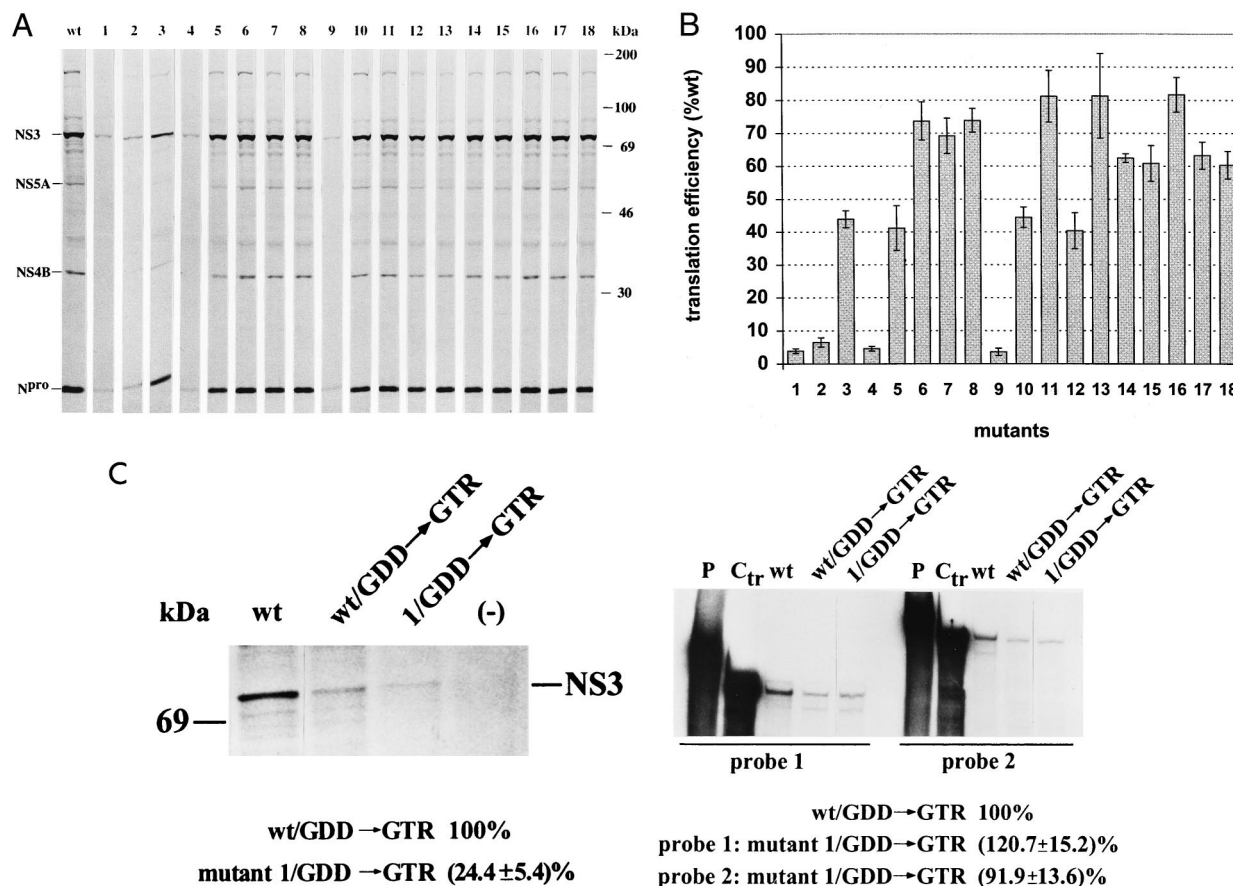 A
wt 1 2 3 4 5 6 7 8 9 10 11 12 13 14 15 16 17 18 kDa
200
100
NS3
69
NS5A
46
NS4B
30
Npro
B
translation efficiency (%wt)
100
90
80
70
60
50
40
30
20
10
0
1 2 3 4 5 6 7 8 9 10 11 12 13 14 15 16 17 18
mutants
C
kDa wt wt/GDD→GTR 1/GDD→GTR (-)
NS3
69
wt/GDD →GTR 100%
mutant 1/GDD →GTR (24.4±5.4)%
P Ctr wt wt/GDD→GTR 1/GDD→GTR P Ctr wt wt/GDD→GTR 1/GDD→GTR
probe 1 probe 2
wt/GDD→GTR 100%
probe 1: mutant 1/GDD→GTR (120.7±15.2)%
probe 2: mutant 1/GDD→GTR (91.9±13.6)%